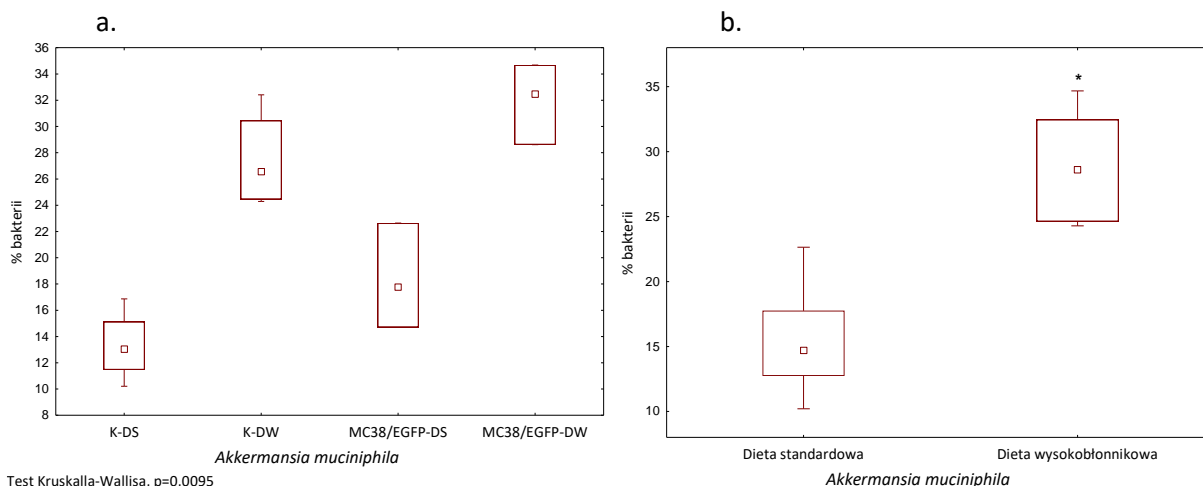 a.
36
34
32
30
28
26
24
22
20
18
16
14
12
10
8
% bakterii
K-DS
K-DW
MC38/EGFP-DS
MC38/EGFP-DW
Akkermansia muciniphila
Test Kruskalla-Wallisa, p=0.0095
b.
35
30
25
20
15
10
% bakterii
*
Dieta standardowa
Dieta wysokobłonnikowa
Akkermansia muciniphila